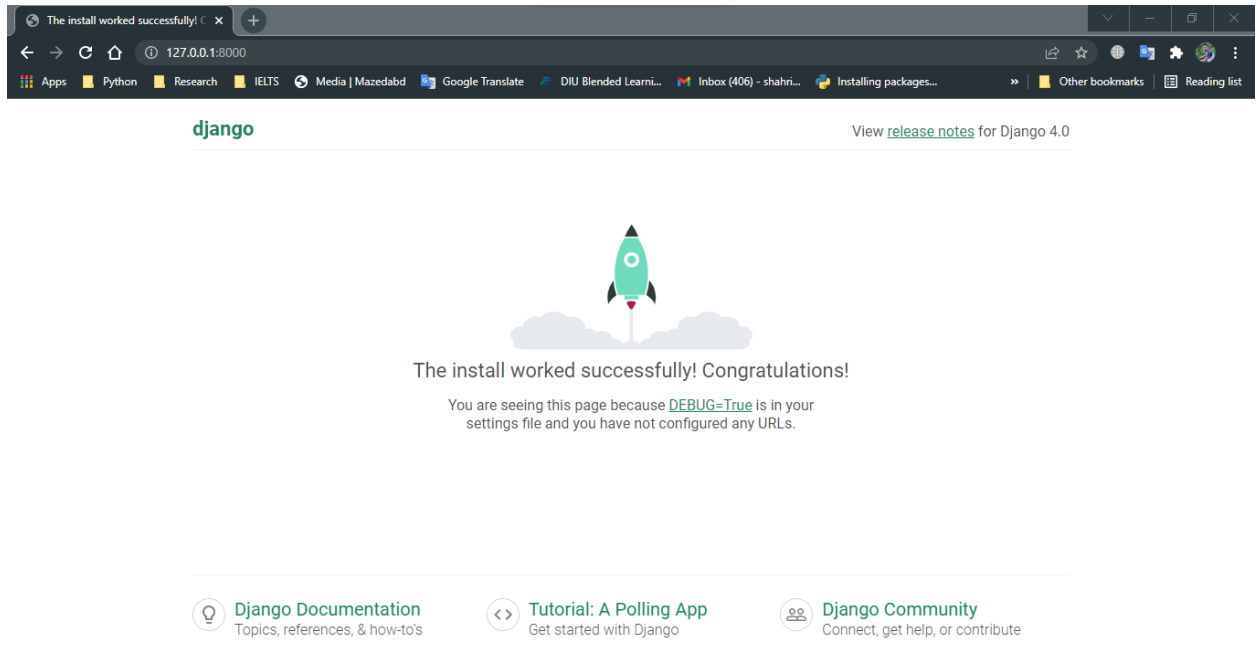 The install worked successfully! C
127.0.0.1:8000
Apps Python Research IELTS Media | Mazedabd Google Translate DIU Blended Learni... Inbox (406) - shahri... Installing packages... » Other bookmarks Reading list
django
View release notes for Django 4.0
The install worked successfully! Congratulations!
You are seeing this page because DEBUG=True is in your
settings file and you have not configured any URLs.
Django Documentation
Topics, references, & how-to's
Tutorial: A Polling App
Get started with Django
Django Community
Connect, get help, or contribute